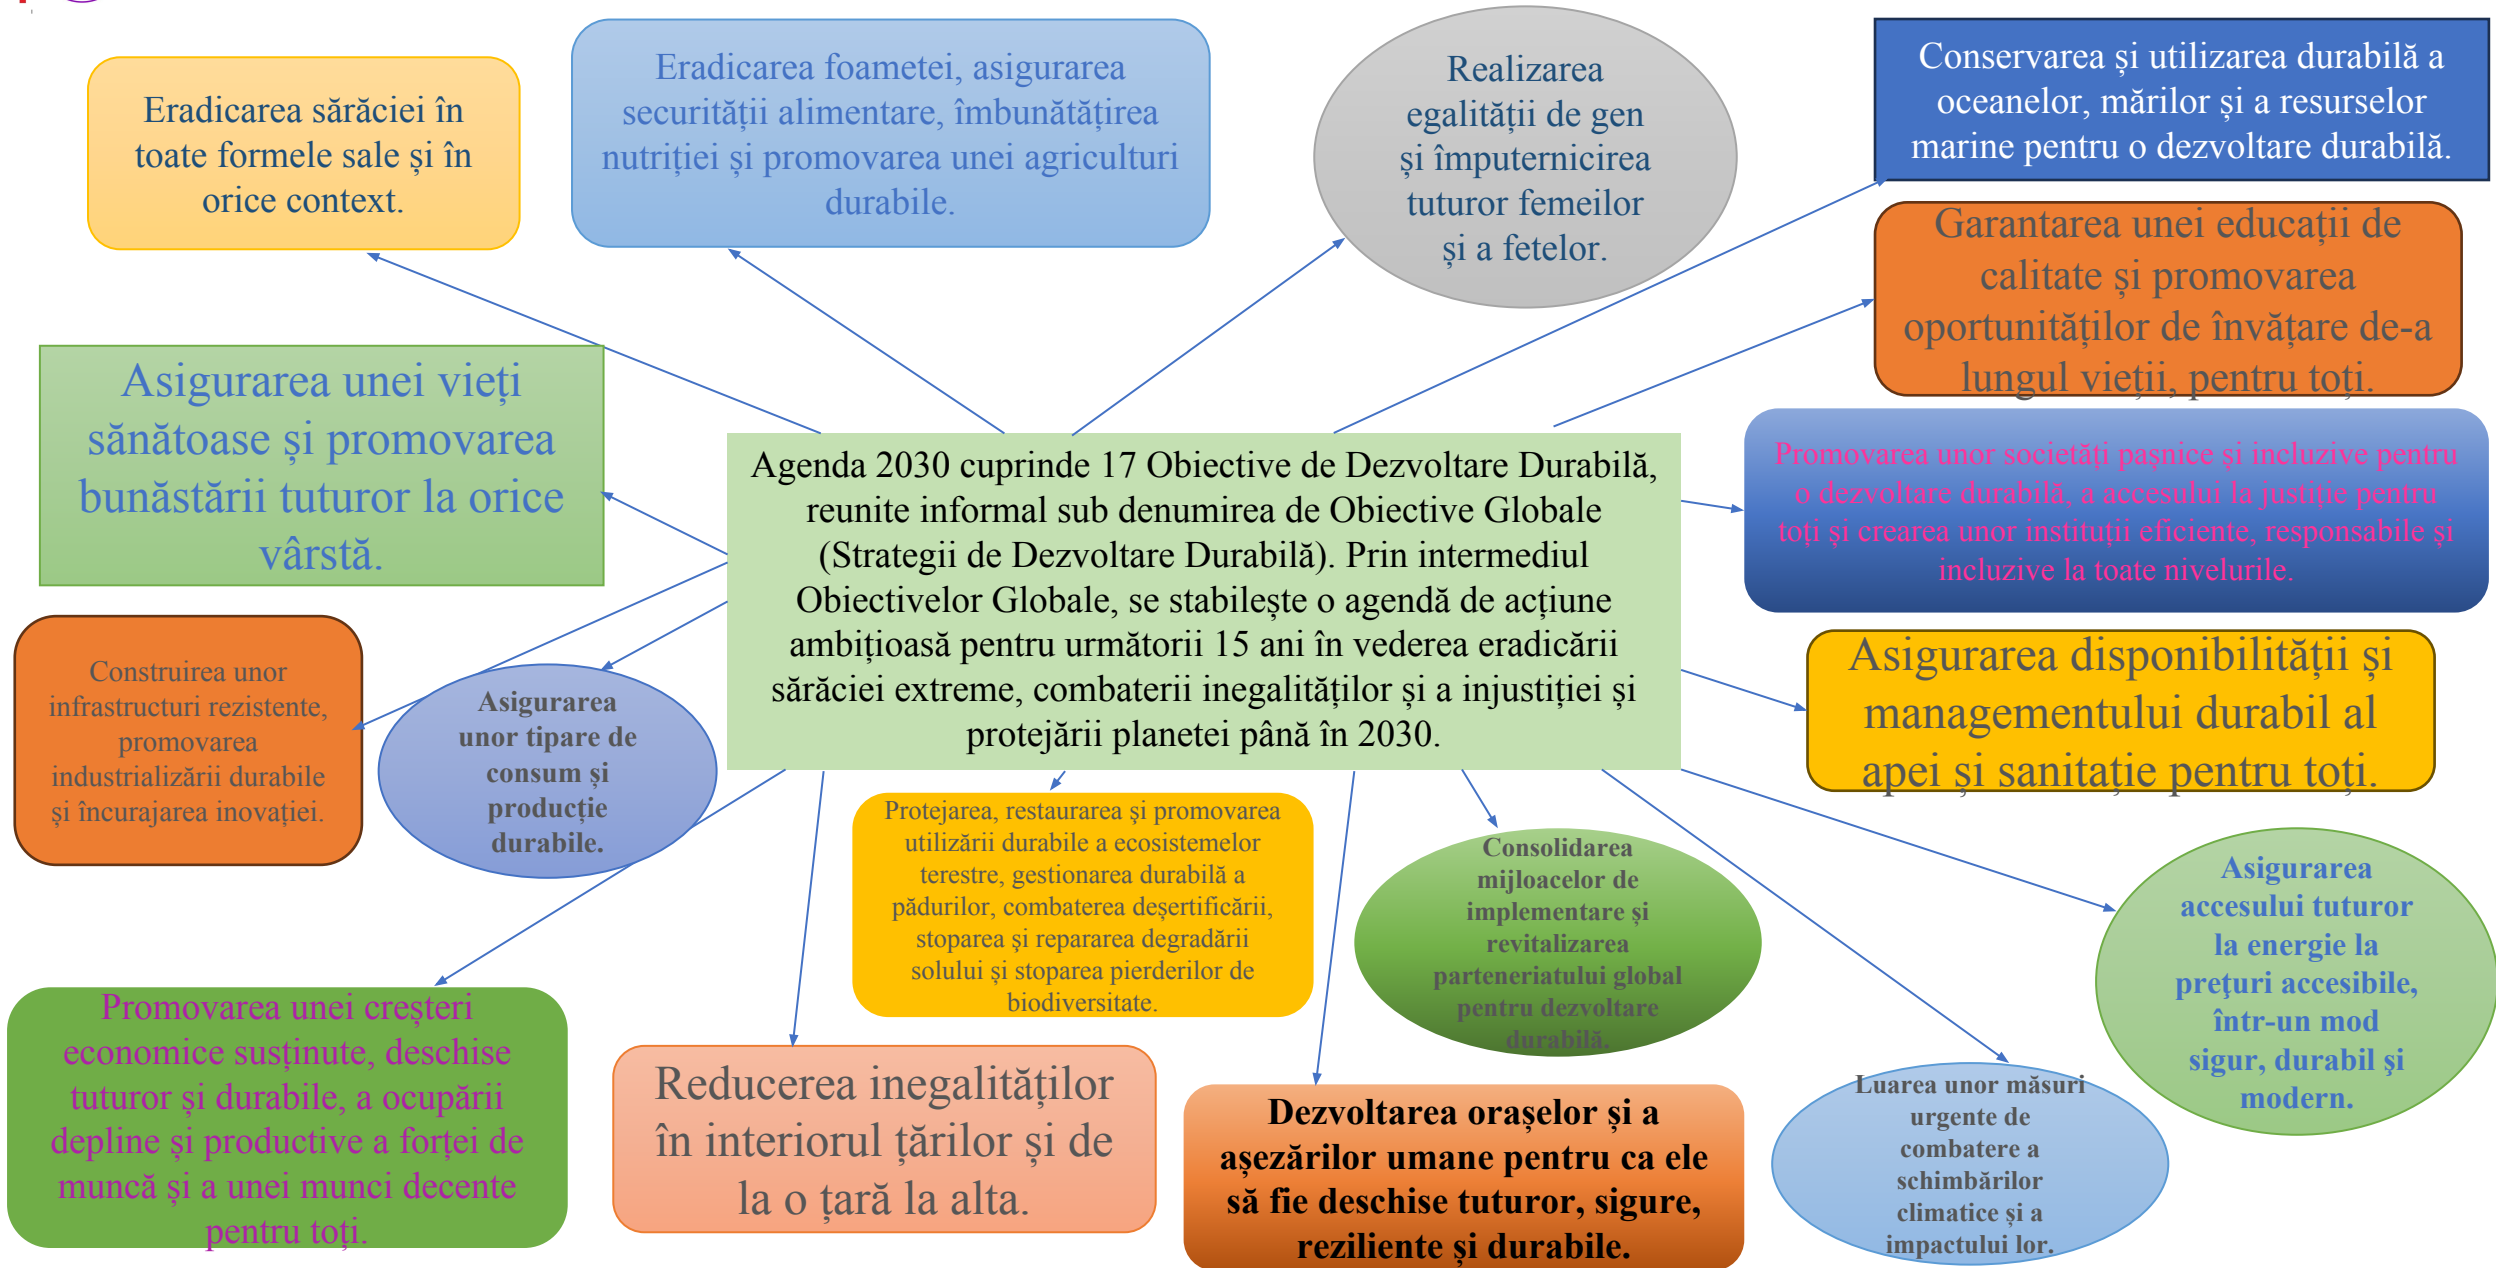 Eradicarea sărăciei în
toate formele sale și în
orice context.
Eradicarea foametei, asigurarea
securității alimentare, îmbunătățirea
nutriției și promovarea unei agriculturi
durabile.
Realizarea
egalității de gen
și împuternicirea
tuturor femeilor
și a fetelor.
Conservarea și utilizarea durabilă a
oceanelor, mărilor și a resurselor
marine pentru o dezvoltare durabilă.
Garantarea unei educații de
calitate și promovarea
oportunităților de învățare de-a
lungul vieții, pentru toți.
Asigurarea unei vieți
sănătoase și promovarea
bunăstării tuturor la orice
vârstă.
Agenda 2030 cuprinde 17 Obiective de Dezvoltare Durabilă,
reunite informal sub denumirea de Obiective Globale
(Strategii de Dezvoltare Durabilă). Prin intermediul
Obiectivelor Globale, se stabilește o agendă de acțiune
ambițioasă pentru următorii 15 ani în vederea eradicării
sărăciei extreme, combaterii inegalităților și a injustiției și
protejării planetei până în 2030.
Promovarea unor societăți pașnice și incluzive pentru
o dezvoltare durabilă, a accesului la justiție pentru
toți și crearea unor instituții eficiente, responsabile și
incluzive la toate nivelurile.
Construirea unor
infrastructuri rezistente,
promovarea
industrializării durabile
și încurajarea inovației.
Asigurarea
unor tipare de
consum și
producție
durabile.
Asigurarea disponibilității și
managementului durabil al
apei și sanitație pentru toți.
Protejarea, restaurarea şi promovarea
utilizării durabile a ecosistemelor
terestre, gestionarea durabilă a
pădurilor, combaterea deșertificării,
stoparea şi repararea degradării
solului și stoparea pierderilor de
biodiversitate.
Consolidarea
mijloacelor de
implementare și
revitalizarea
parteneriatului global
pentru dezvoltare
durabilă.
Asigurarea
accesului tuturor
la energie la
preţuri accesibile,
într-un mod
sigur, durabil şi
modern.
Promovarea unei creșteri
economice susținute, deschise
tuturor și durabile, a ocupării
depline și productive a forței de
muncă și a unei munci decente
pentru toți.
Reducerea inegalităților
în interiorul țărilor și de
la o țară la alta.
Dezvoltarea orașelor și a
așezărilor umane pentru ca ele
să fie deschise tuturor, sigure,
reziliente și durabile.
Luarea unor măsuri
urgente de
combatere a
schimbărilor
climatice și a
impactului lor.